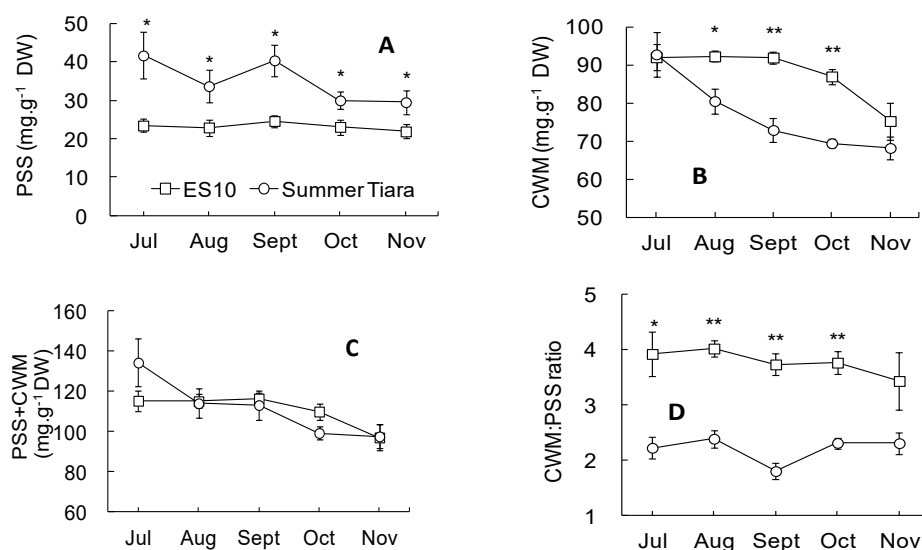 A
PSS (mg.g⁻¹ DW)
50
40
30
20
10
0
* * * * *
ES10 Summer Tiara
Jul Aug Sept Oct Nov
B
CWM (mg.g⁻¹ DW)
100
90
80
70
60
50
* ** **
Jul Aug Sept Oct Nov
C
PSS+CWM
(mg.g⁻¹ DW)
160
140
120
100
80
60
Jul Aug Sept Oct Nov
D
CWM:PSS ratio
5
4
3
2
1
* ** ** **
Jul Aug Sept Oct Nov